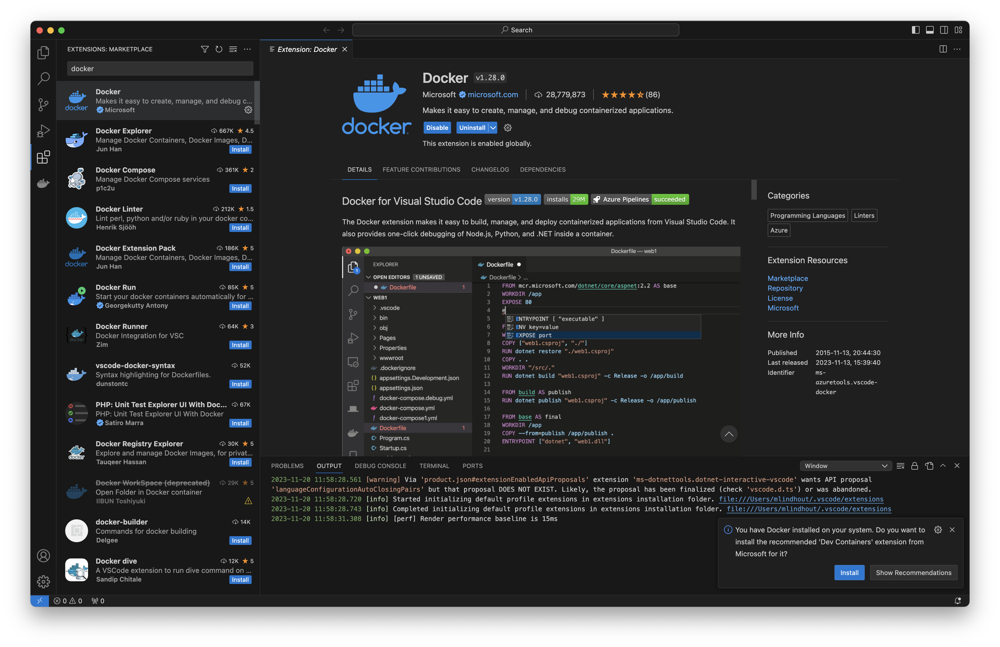 Search
EXTENSIONS: MARKETPLACE
docker
Docker
Makes it easy to create, manage, and debug c...
Microsoft
docker
Docker Explorer 667K 4.5
Manage Docker Containers, Docker Images, D...
Jun Han Install
Docker Compose 361K 2
Manage Docker Compose services
p1c2u Install
Docker Linter 212K 1.5
Lint perl, python and/or ruby in your docker co...
Henrik Sjööh Install
Docker Extension Pack 186K 5
Manage Docker Containers, Docker Images, D...
docker
Jun Han Install
Docker Run 85K 5
Start your docker containers automatically for ...
Georgekutty Antony Install
Docker Runner 64K 3
Docker Integration for VSC
docker
Zim Install
vscode-docker-syntax 52K
Syntax highlighting for Dockerfiles.
dunstontc Install
PHP: Unit Test Explorer UI With Doc... 67K
PHP: Unit Test Explorer UI With Docker
Satiro Marra Install
Docker Registry Explorer 30K 5
Explore and manage Docker Images, for privat...
docker
Tauqeer Hassan Install
Docker WorkSpace (deprecated) 29K 5
Open Folder in Docker container
IIBUN Toshiyuki
docker-builder 14K
Commands for docker building
Delgee Install
Docker dive 12K 5
A VSCode extension to run dive command on ...
Sandip Chitale Install
Extension: Docker
docker
Docker v1.28.0
Microsoft microsoft.com 28,779,873 (86)
Makes it easy to create, manage, and debug containerized applications.
Disable Uninstall
This extension is enabled globally.
DETAILS FEATURE CONTRIBUTIONS CHANGELOG DEPENDENCIES
Docker for Visual Studio Code version v1.28.0 installs 29M Azure Pipelines succeeded
The Docker extension makes it easy to build, manage, and deploy containerized applications from Visual Studio Code. It
also provides one-click debugging of Node.js, Python, and .NET inside a container.
Dockerfile — web1
1
EXPLORER
OPEN EDITORS 1 UNSAVED
Dockerfile 1
WEB1
.vscode
bin
obj
Pages
Properties
wwwroot
.dockerignore
{} appsettings.Development.json
{} appsettings.json
! docker-compose.debug.yml
docker-compose.yml
! docker-compose1.yml
Dockerfile 1
C# Program.cs
C# Startup.cs
Dockerfile
Dockerfile > ...
1 FROM mcr.microsoft.com/dotnet/core/aspnet:2.2 AS base
2 WORKDIR /app
3 EXPOSE 80
4 e
5 ENTRYPOINT [ "executable" ]
6 F ENV key=value
7 W EXPOSE port
8 COPY ["web1.csproj", "./"]
9 RUN dotnet restore "./web1.csproj"
10 COPY . .
11 WORKDIR "/src/."
12 RUN dotnet build "web1.csproj" -c Release -o /app/build
13
14 FROM build AS publish
15 RUN dotnet publish "web1.csproj" -c Release -o /app/publish
16
17 FROM base AS final
18 WORKDIR /app
19 COPY --from=publish /app/publish .
20 ENTRYPOINT ["dotnet", "web1.dll"]
21
Categories
Programming Languages Linters
Azure
Extension Resources
Marketplace
Repository
License
Microsoft
More Info
Published 2015-11-13, 20:44:30
Last released 2023-11-13, 15:39:40
Identifier ms-
azuretools.vscode-
docker
PROBLEMS OUTPUT DEBUG CONSOLE TERMINAL PORTS Window
2023-11-20 11:58:28.561 [warning] Via 'product.json#extensionEnabledApiProposals' extension 'ms-dotnettools.dotnet-interactive-vscode' wants API proposal
'languageConfigurationAutoClosingPairs' but that proposal DOES NOT EXIST. Likely, the proposal has been finalized (check 'vscode.d.ts') or was abandoned.
2023-11-20 11:58:28.720 [info] Started initializing default profile extensions in extensions installation folder. file:///Users/mlindhout/.vscode/extensions
2023-11-20 11:58:28.743 [info] Completed initializing default profile extensions in extensions installation folder. file:///Users/mlindhout/.vscode/extensions
2023-11-20 11:58:31.308 [info] [perf] Render performance baseline is 15ms
You have Docker installed on your system. Do you want to
install the recommended 'Dev Containers' extension from
Microsoft for it?
Install Show Recommendations
0 0 0